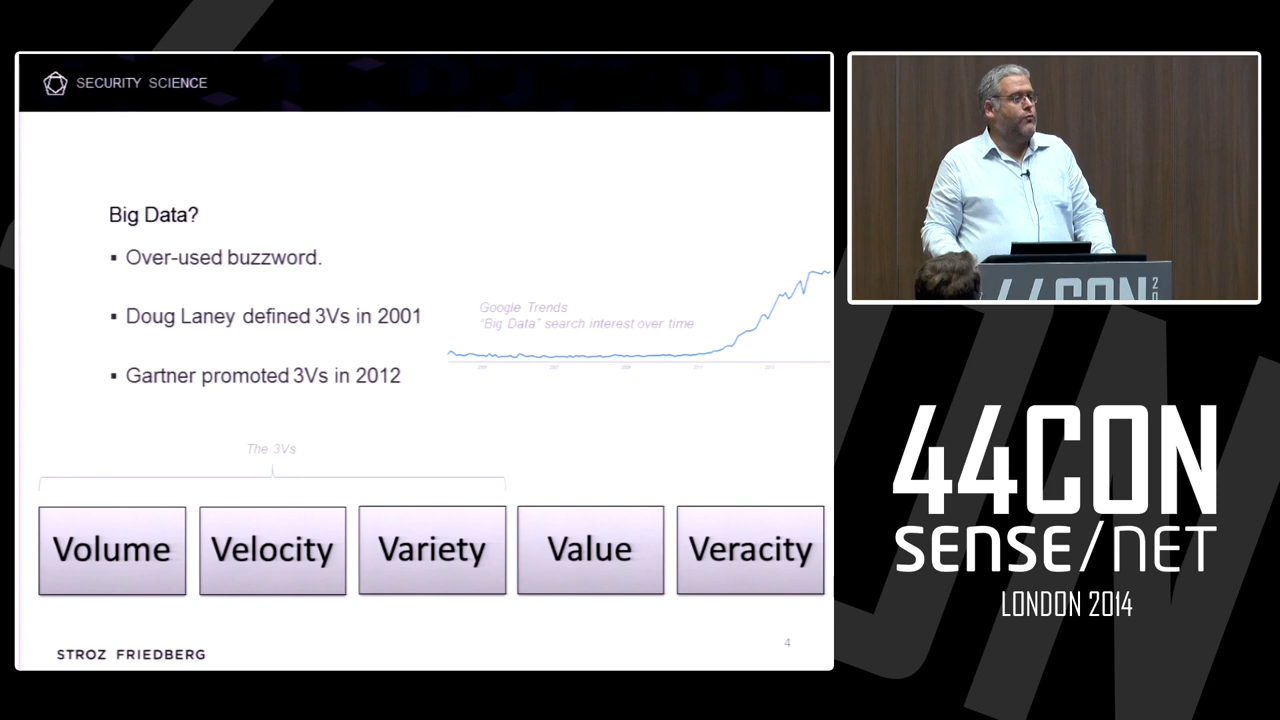 SECURITY SCIENCE
Big Data?
▪ Over-used buzzword.
▪ Doug Laney defined 3Vs in 2001
▪ Gartner promoted 3Vs in 2012
Google Trends
“Big Data” search interest over time
The 3Vs
Volume
Velocity
Variety
Value
Veracity
STROZ FRIEDBERG
4
44CON
44CON
SENSE/NET
LONDON 2014